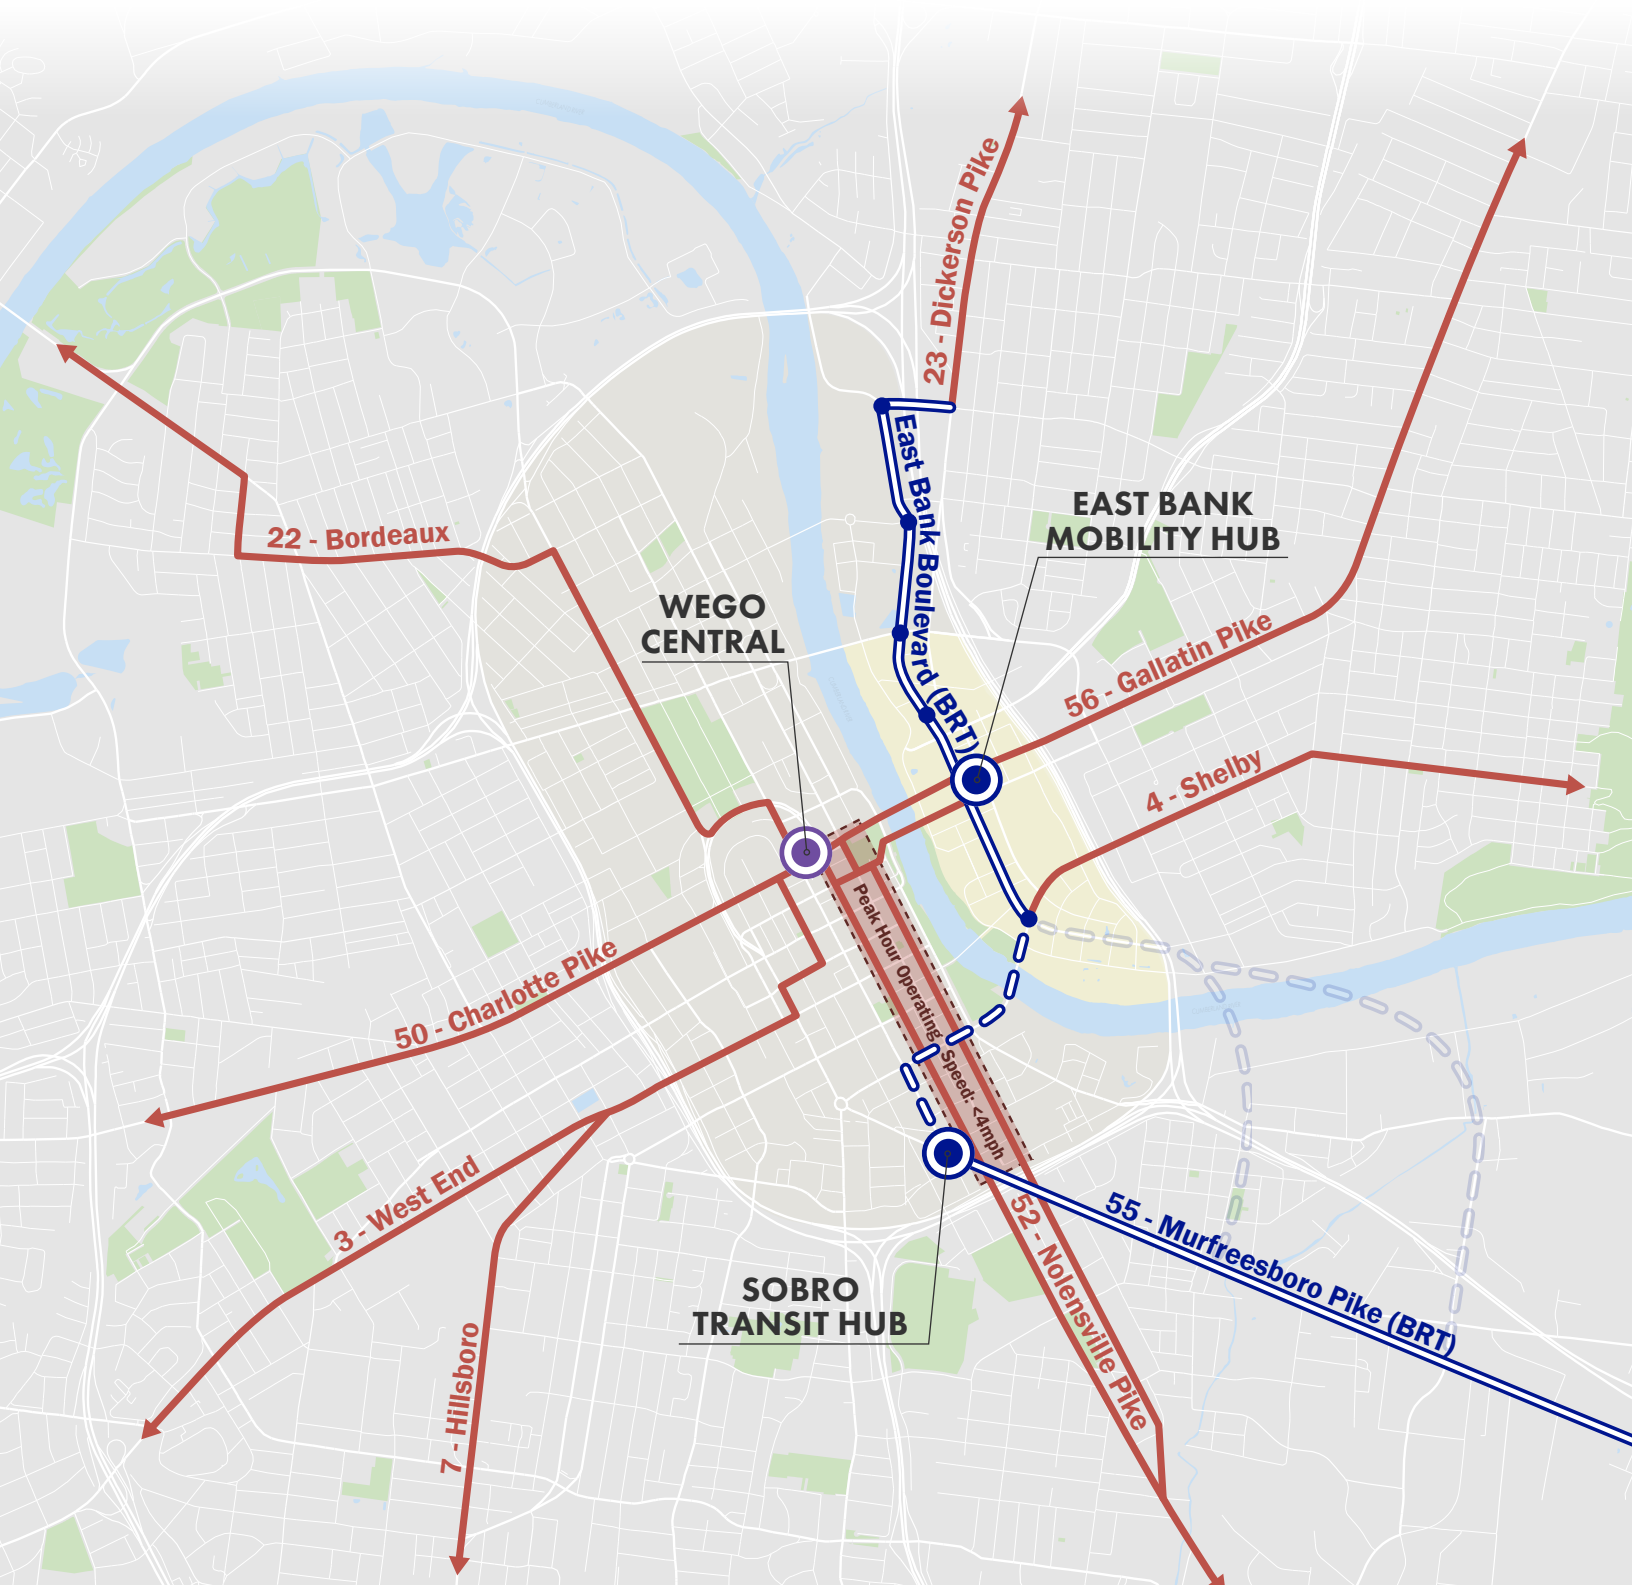 23 - Dickerson Pike
East Bank Boulevard (BRT)
EAST BANK
MOBILITY HUB
22 - Bordeaux
WEGO
CENTRAL
56 - Gallatin Pike
4 - Shelby
Peak Hour Operating Speed: <4mph
50 - Charlotte Pike
3 - West End
52 - Nolensville Pike
55 - Murfreesboro Pike (BRT)
SOBRO
TRANSIT HUB
7 - Hillsboro